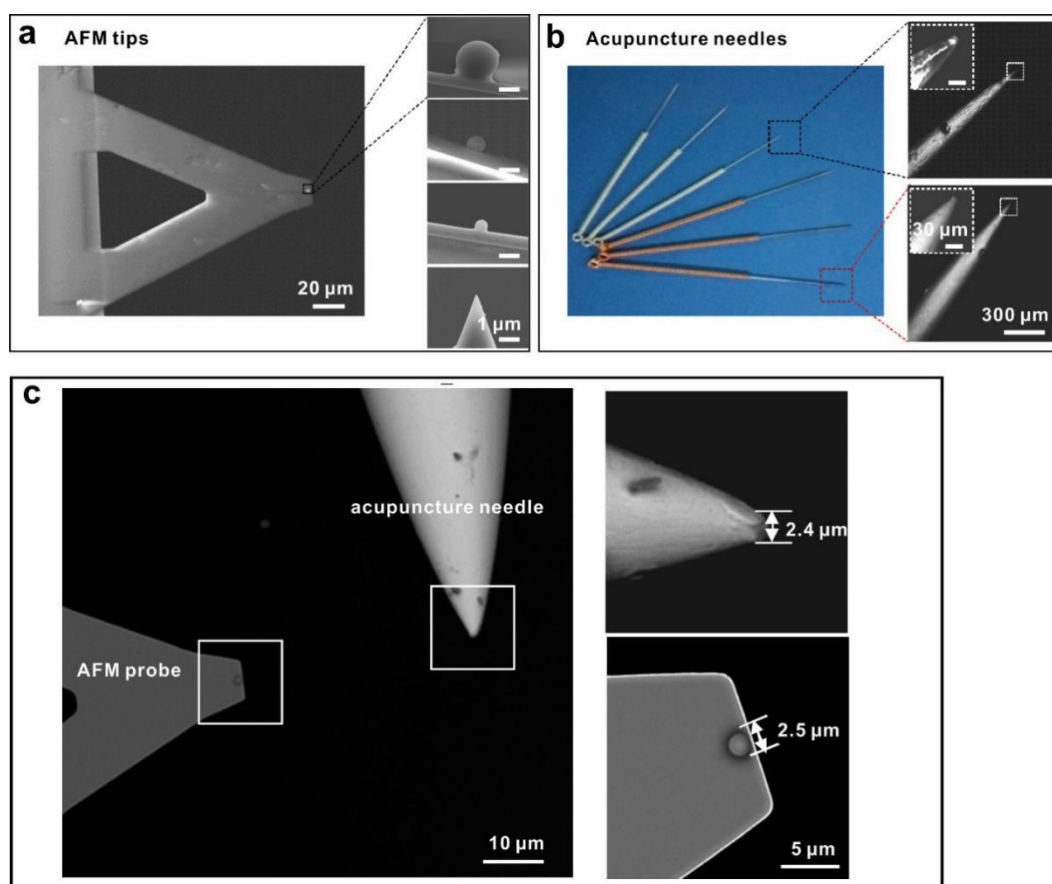 a
AFM tips
20 µm
1 µm
b
Acupuncture needles
30 µm
300 µm
c
acupuncture needle
AFM probe
10 µm
2.4 µm
2.5 µm
5 µm